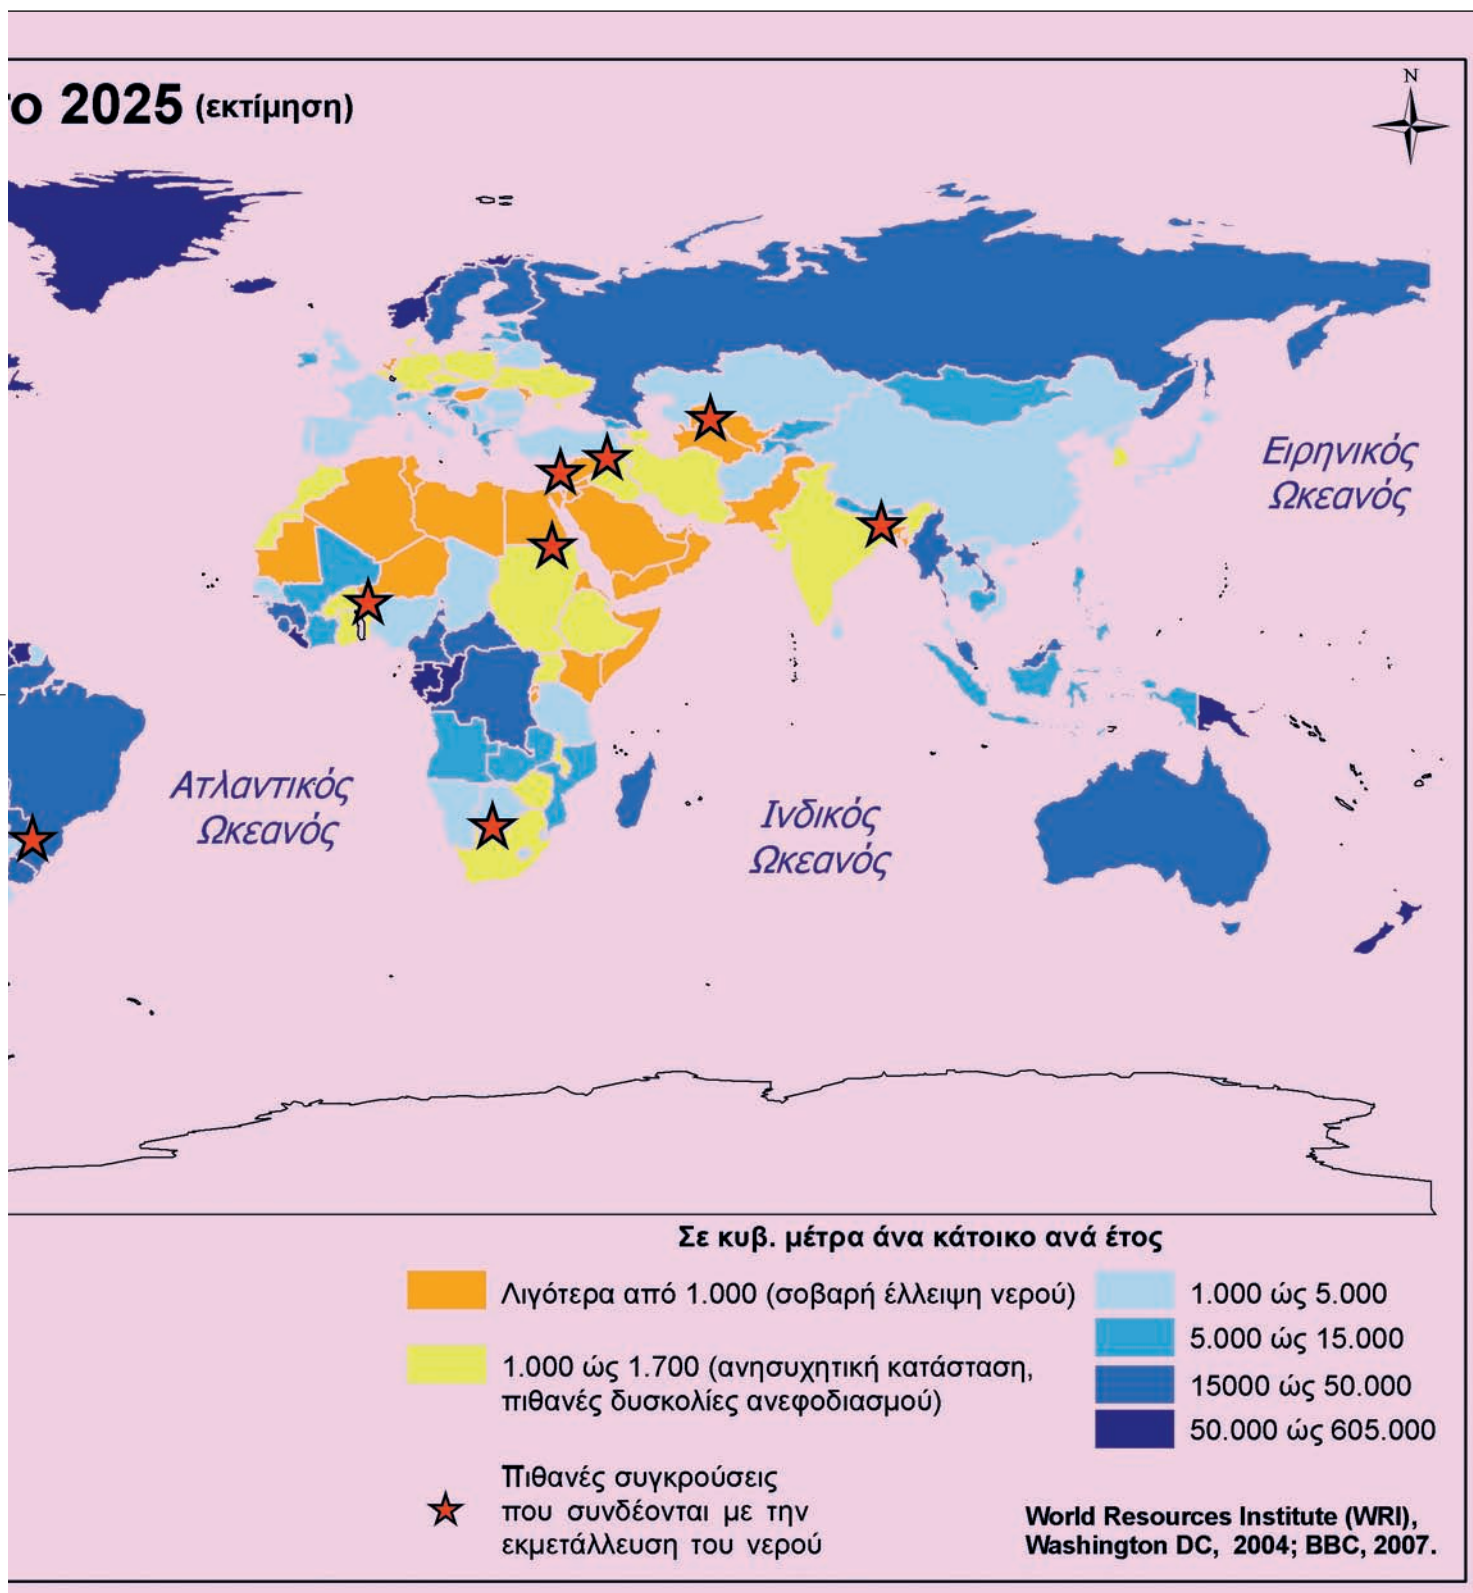 το 2025 (εκτίμηση)
N
Ειρηνικός
Ωκεανός
Ατλαντικός
Ωκεανός
Ινδικός
Ωκεανός
Σε κυβ. μέτρα άνα κάτοικο ανά έτος
Λιγότερα από 1.000 (σοβαρή έλλειψη νερού)
1.000 ώς 1.700 (ανησυχητική κατάσταση,
πιθανές δυσκολίες ανεφοδιασμού)
Πιθανές συγκρούσεις
που συνδέονται με την
εκμετάλλευση του νερού
1.000 ώς 5.000
5.000 ώς 15.000
15000 ώς 50.000
50.000 ώς 605.000
World Resources Institute (WRI),
Washington DC, 2004; BBC, 2007.